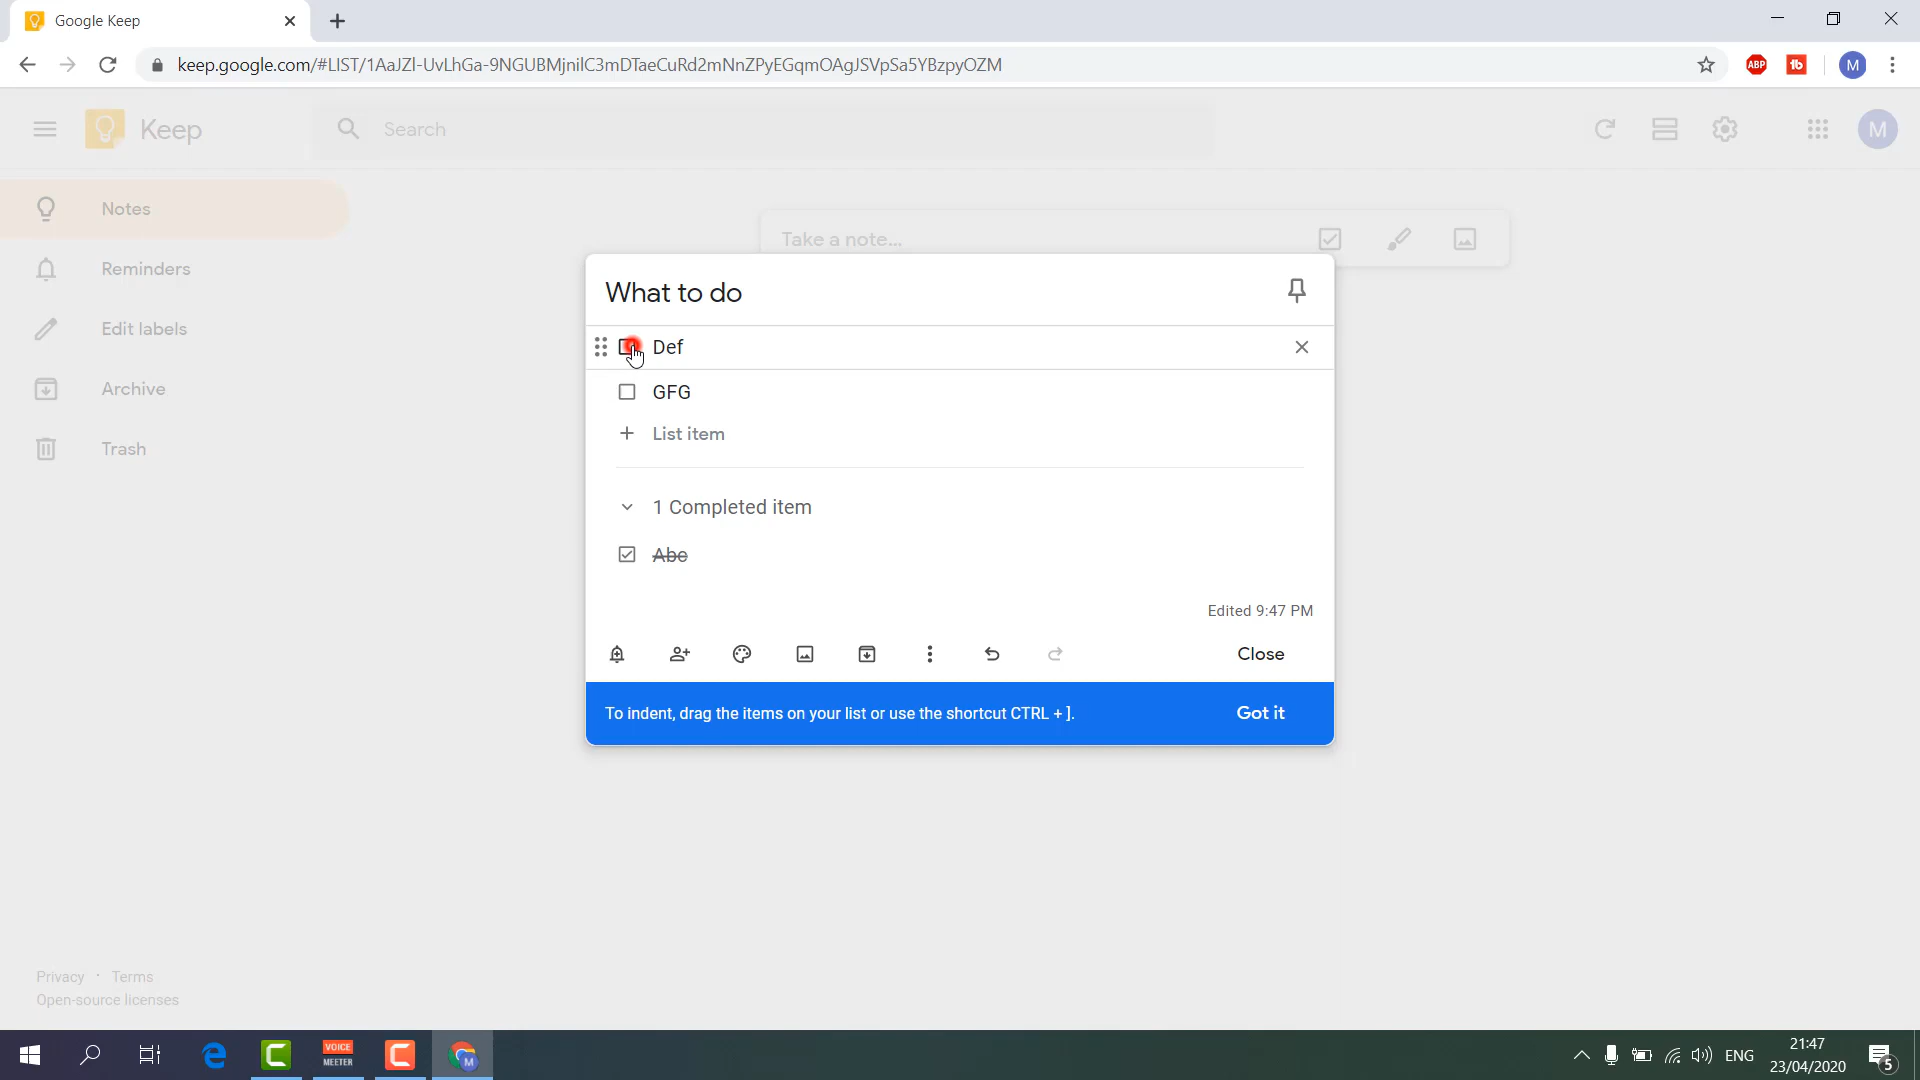 Google Keep
keep.google.com/#LIST/1AaJZl-UvLhGa-9NGUBMjnilC3mDTaeCuRd2mNnZPyEGqmOAgJSVpSa5YBzpyOZM
ABP
M
Keep
Search
M
Notes
Take a note...
Reminders
Edit labels
Archive
Trash
What to do
Def
GFG
+ List item
1 Completed item
Abc
Edited 9:47 PM
Close
To indent, drag the items on your list or use the shortcut CTRL + ].
Got it
Privacy · Terms
Open-source licenses
VOICE
MEETER
M
ENG
21:47
23/04/2020
5